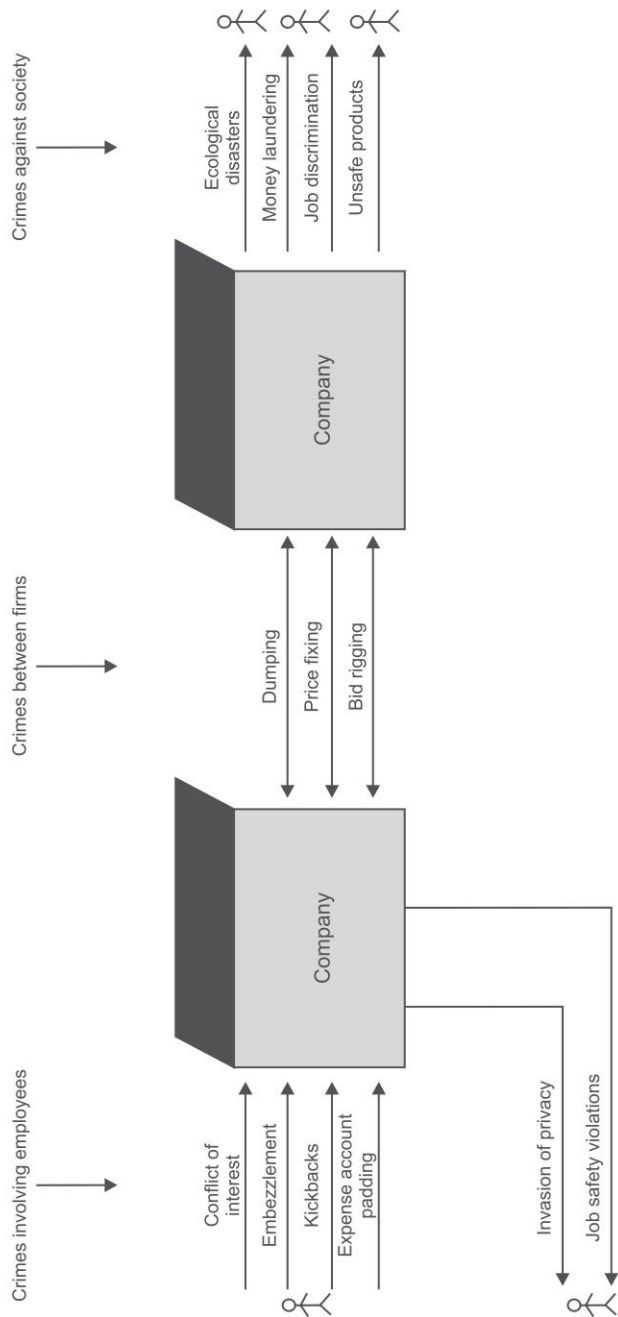 Crimes involving employees
Crimes between firms
Crimes against society
Conflict of
interest
Embezzlement
Kickbacks
Expense account
padding
Company
Dumping
Price fixing
Bid rigging
Company
Ecological
disasters
Money laundering
Job discrimination
Unsafe products
Invasion of privacy
Job safety violations